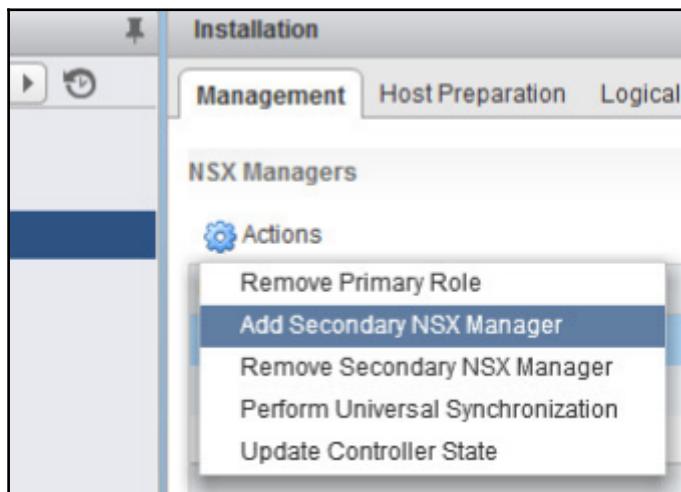 Installation
Management Host Preparation Logical
NSX Managers
Actions
Remove Primary Role
Add Secondary NSX Manager
Remove Secondary NSX Manager
Perform Universal Synchronization
Update Controller State